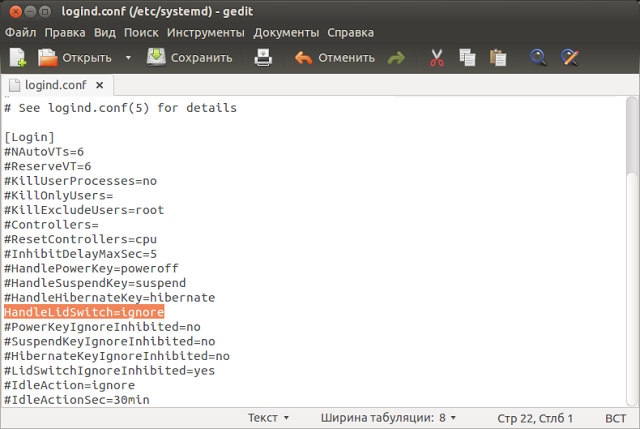 logind.conf (/etc/systemd) - gedit
Файл Правка Вид Поиск Инструменты Документы Справка
Открыть Сохранить Отменить
logind.conf
# See logind.conf(5) for details
[Login]
#NAutoVTs=6
#ReserveVT=6
#KillUserProcesses=no
#KillOnlyUsers=
#KillExcludeUsers=root
#Controllers=
#ResetControllers=cpu
#InhibitDelayMaxSec=5
#HandlePowerKey=poweroff
#HandleSuspendKey=suspend
#HandleHibernateKey=hibernate
HandleLidSwitch=ignore
#PowerKeyIgnoreInhibited=no
#SuspendKeyIgnoreInhibited=no
#HibernateKeyIgnoreInhibited=no
#LidSwitchIgnoreInhibited=yes
#IdleAction=ignore
#IdleActionSec=30min
Текст Ширина табуляции: 8 Стр 22, Стлб 1 ВСТ